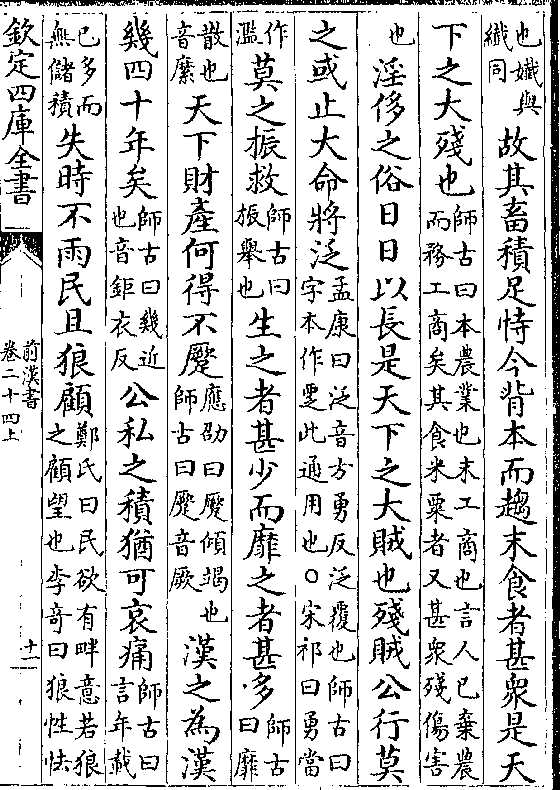 也孅與
纎同
故其畜積足恃今背本而趨末食者甚衆是天
下之大殘也
師古曰本農業也末工商也言人已棄農
而務工商矣其食米粟者又甚衆殘傷害
也
淫侈之俗日日以長是天下之大賊也殘賊公行莫
之或止大命將泛
孟康曰泛音方勇反泛覆也師古曰
字本作覂此通用也○宋祁曰勇當
作
濫
莫之振救
師古曰
振舉也
生之者甚少而靡之者甚多
師古
曰靡
散也
音縻
天下財產何得不蹷
應劭曰蹷傾竭也
師古曰蹷音厥
漢之為漢
幾四十年矣
師古曰幾近
也音鉅衣反
公私之積猶可哀痛
師古曰
言年載
已多而
無儲積
失時不雨民且狼顧
鄭氏曰民欲有畔意若狼
之顧望也李奇曰狼性怯
欽定四庫全書
前漢書
卷二十四上
十一